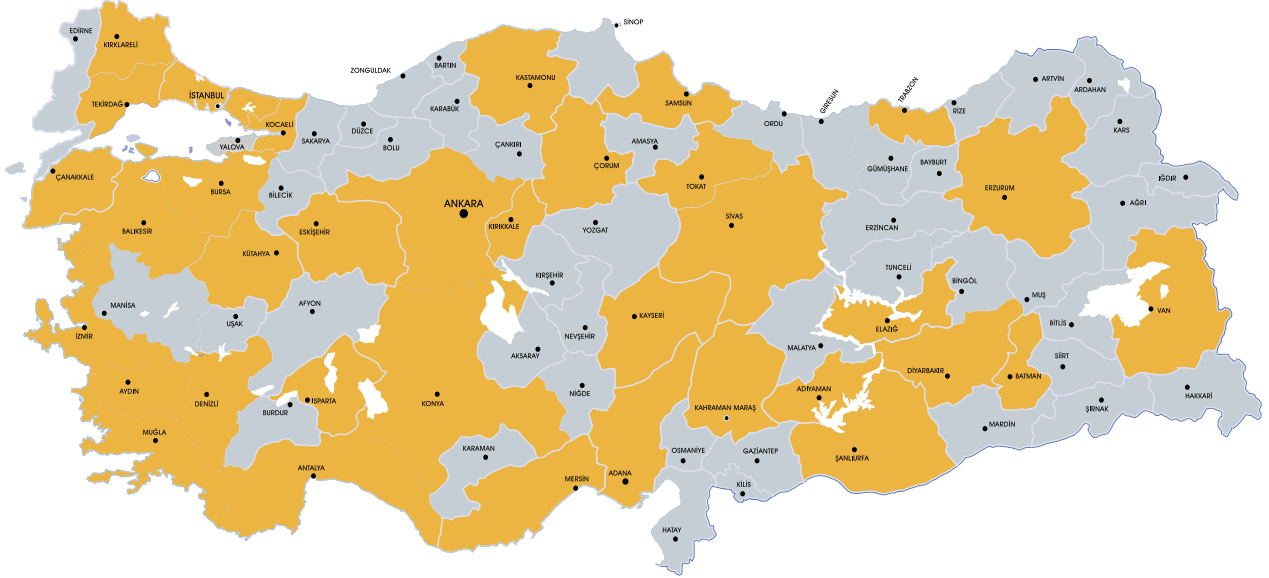 SİNOP
EDİRNE
KIRKLARELİ
BARTIN
ZONGULDAK
KASTAMONU
ARTVİN
ARDAHAN
TRABZON
İSTANBUL
TEKİRDAĞ
KARABÜK
SAMSUN
GİRESUN
RİZE
ORDU
KARS
KOCAELİ
DÜZCE
SAKARYA
BOLU
YALOVA
ÇANKIRI
AMASYA
ÇORUM
GÜMÜŞHANE
BAYBURT
ÇANAKKALE
BURSA
BİLECİK
TOKAT
ERZURUM
IĞDIR
AĞRI
ANKARA
SİVAS
BALIKESİR
ESKİŞEHİR
KIRIKKALE
YOZGAT
ERZİNCAN
KÜTAHYA
KIRŞEHİR
TUNCELİ
BİNGÖL
MUŞ
MANİSA
UŞAK
AFYON
VAN
KAYSERİ
BİTLİS
İZMİR
NEVŞEHİR
ELAZIĞ
AKSARAY
MALATYA
SİİRT
AYDIN
DENİZLİ
BURDUR
ISPARTA
KONYA
NİĞDE
ADIYAMAN
DİYARBAKIR
BATMAN
HAKKARİ
KAHRAMAN MARAŞ
ŞIRNAK
MUĞLA
MARDİN
KARAMAN
OSMANİYE
GAZİANTEP
ŞANLIURFA
ANTALYA
MERSİN
ADANA
KİLİS
HATAY